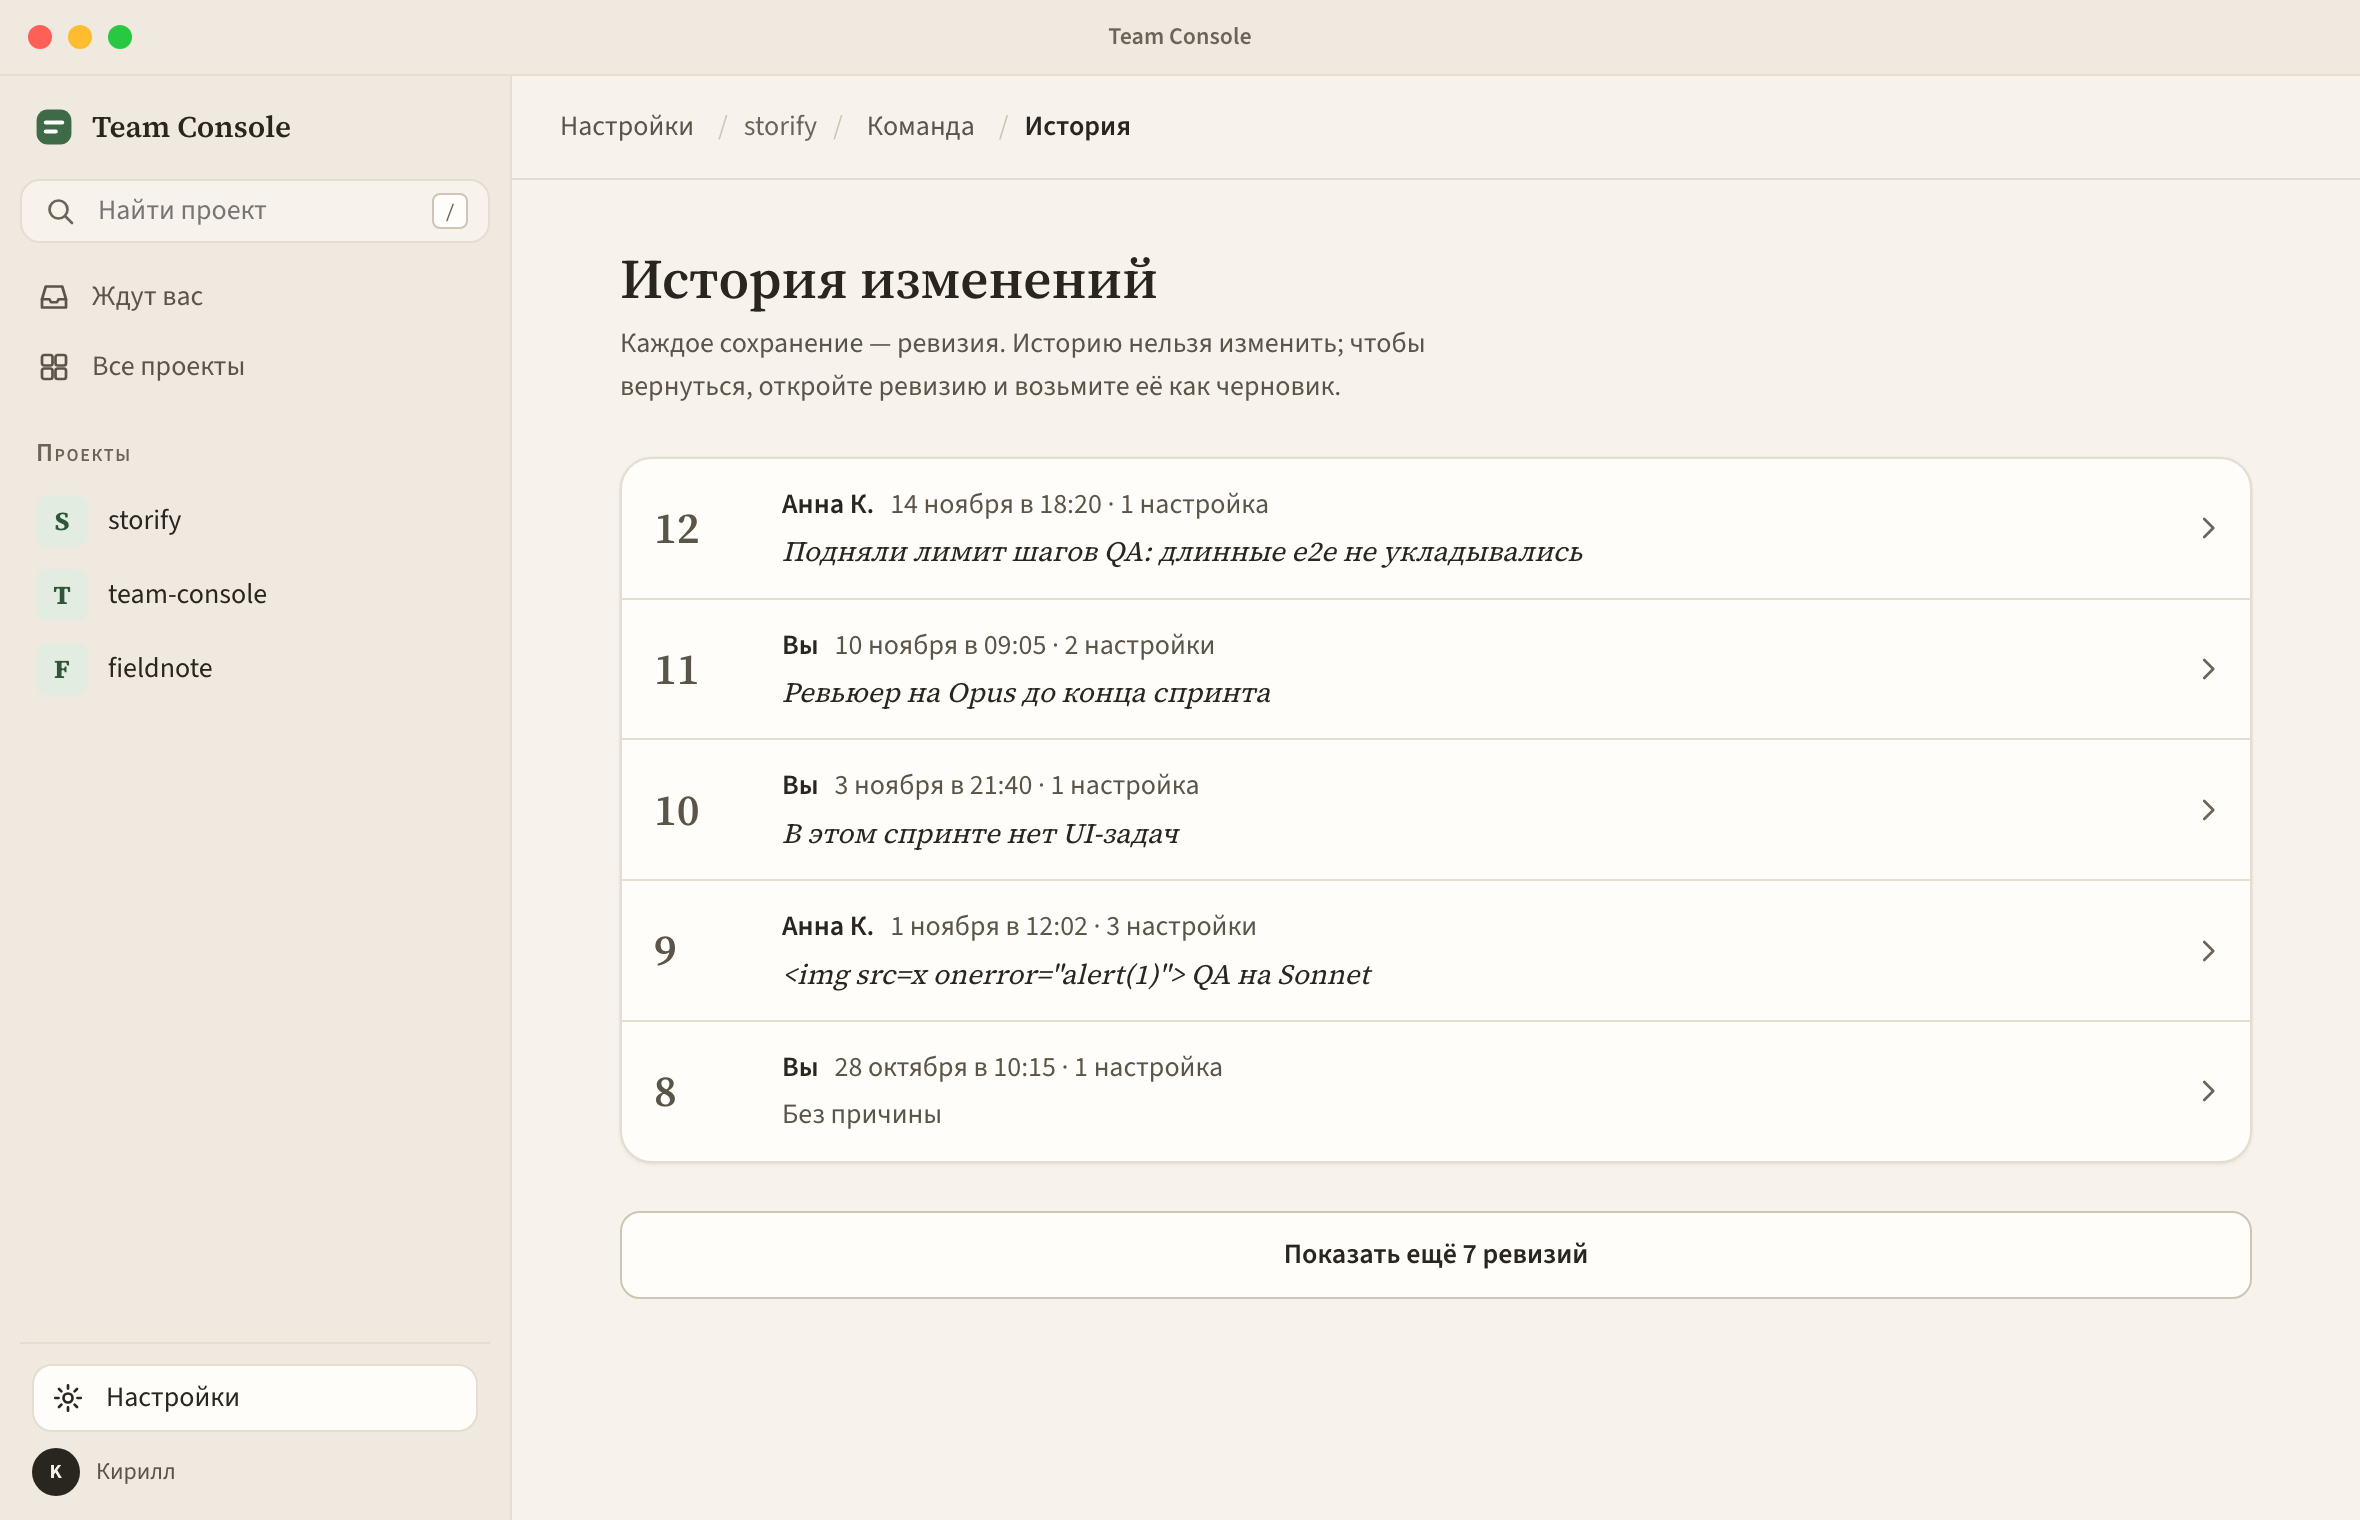 Team Console
Team Console
Найти проект /
Ждут вас
Все проекты
Проекты
S storify
T team-console
F fieldnote
Настройки
K Кирилл
Настройки / storify / Команда / История
История изменений
Каждое сохранение — ревизия. Историю нельзя изменить; чтобы
вернуться, откройте ревизию и возьмите её как черновик.
12
Анна К. 14 ноября в 18:20 · 1 настройка
Подняли лимит шагов QA: длинные e2e не укладывались
11
Вы 10 ноября в 09:05 · 2 настройки
Ревьюер на Opus до конца спринта
10
Вы 3 ноября в 21:40 · 1 настройка
В этом спринте нет UI-задач
9
Анна К. 1 ноября в 12:02 · 3 настройки
<img src=x onerror="alert(1)"> QA на Sonnet
8
Вы 28 октября в 10:15 · 1 настройка
Без причины
Показать ещё 7 ревизий